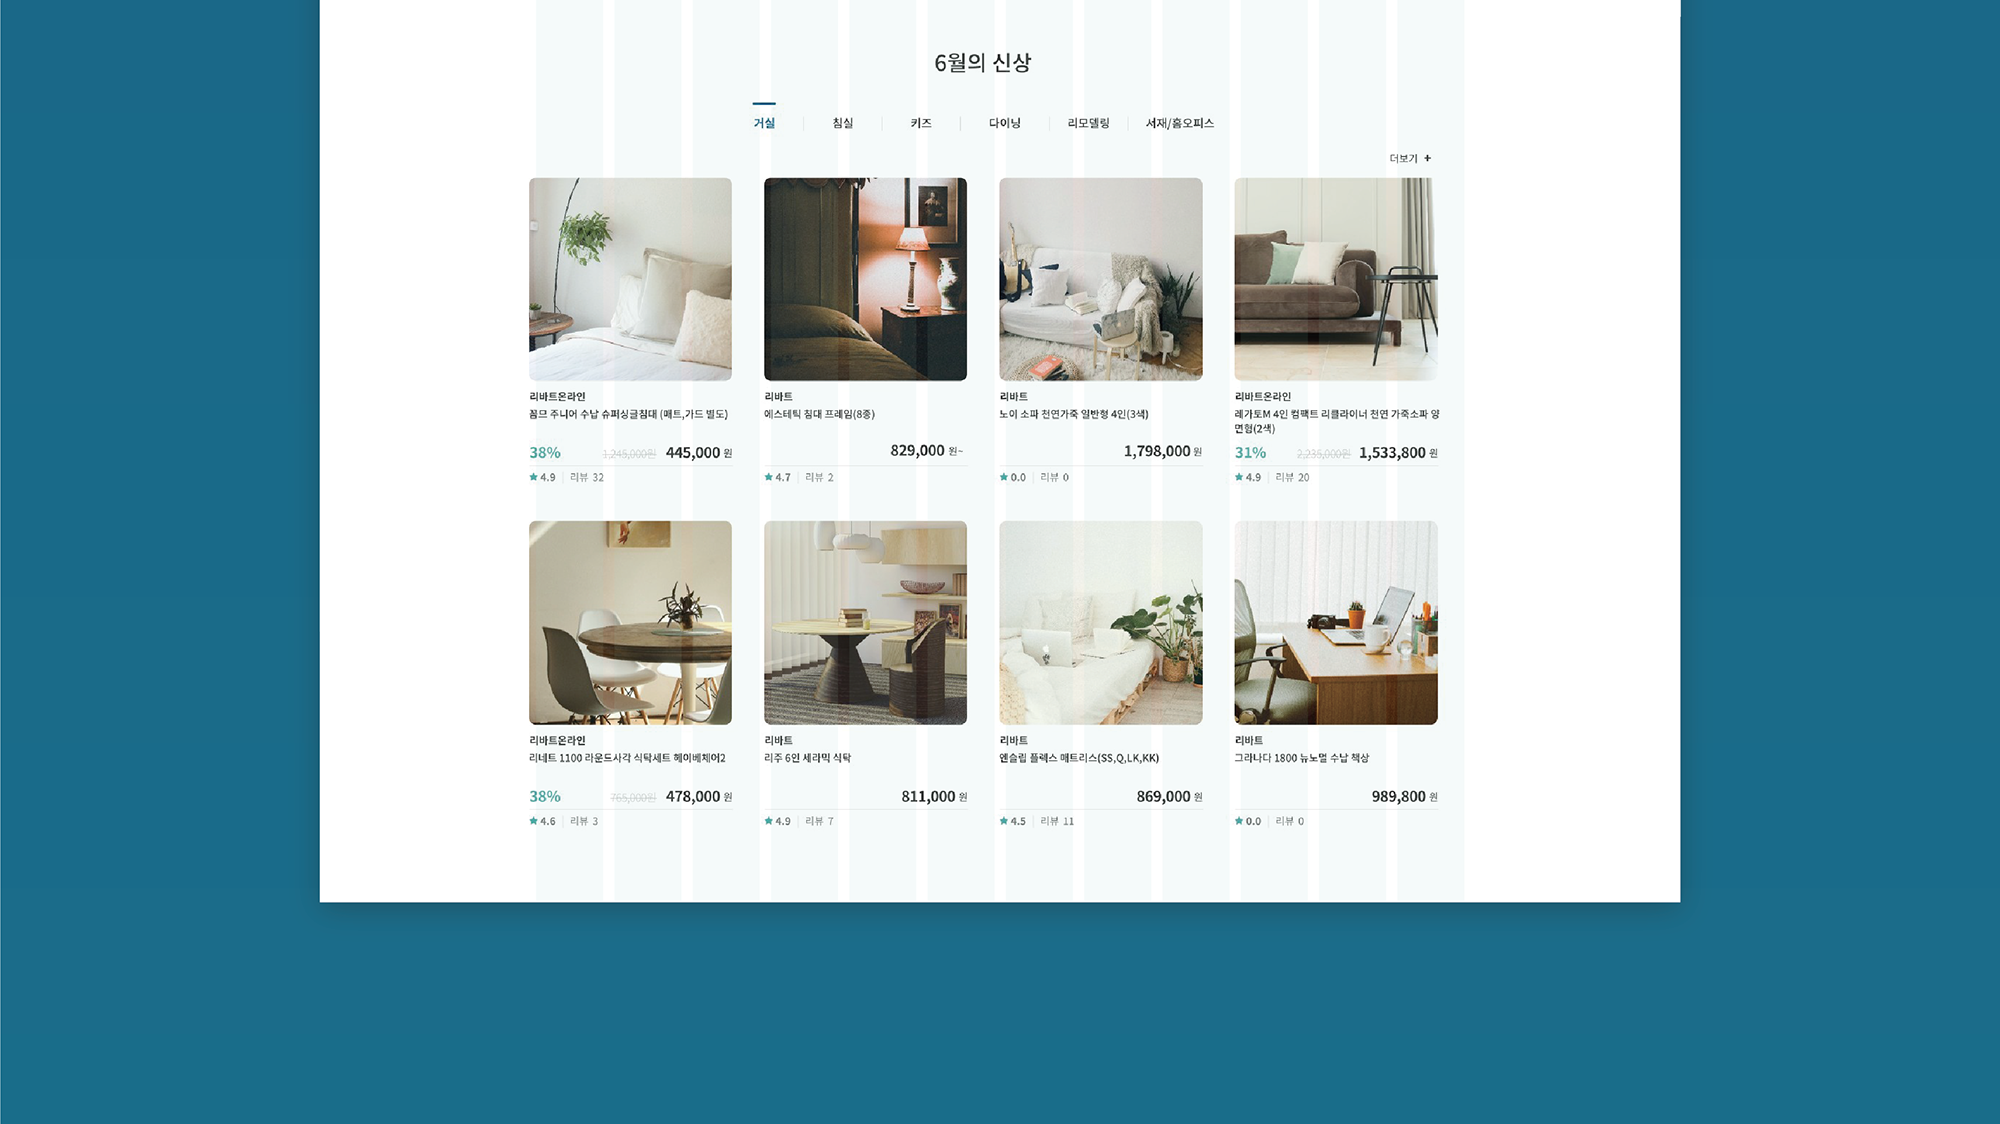 6월의 신상
거실
침실
키즈
다이닝
리모델링
서재/홈오피스
더보기 +
리바트온라인
꼼므 주니어 수납 슈퍼싱글침대 (매트,가드 별도)
38% 1,245,000원 445,000 원
4.9 리뷰 32
리바트
에스테틱 침대 프레임(8종)
829,000 원~
4.7 리뷰 2
리바트
노이 소파 천연가죽 일반형 4인(3색)
1,798,000 원
0.0 리뷰 0
리바트온라인
레가토M 4인 컴팩트 리클라이너 천연 가죽소파 양
면형(2색)
31% 2,235,000원 1,533,800 원
4.9 리뷰 20
리바트온라인
리네트 1100 라운드사각 식탁세트 헤이베체어2
38% 765,000원 478,000 원
4.6 리뷰 3
리바트
리주 6인 세라믹 식탁
811,000 원
4.9 리뷰 7
리바트
엔슬립 플렉스 매트리스(SS,Q,LK,KK)
869,000 원
4.5 리뷰 11
리바트
그라나다 1800 뉴노멀 수납 책상
989,800 원
0.0 리뷰 0